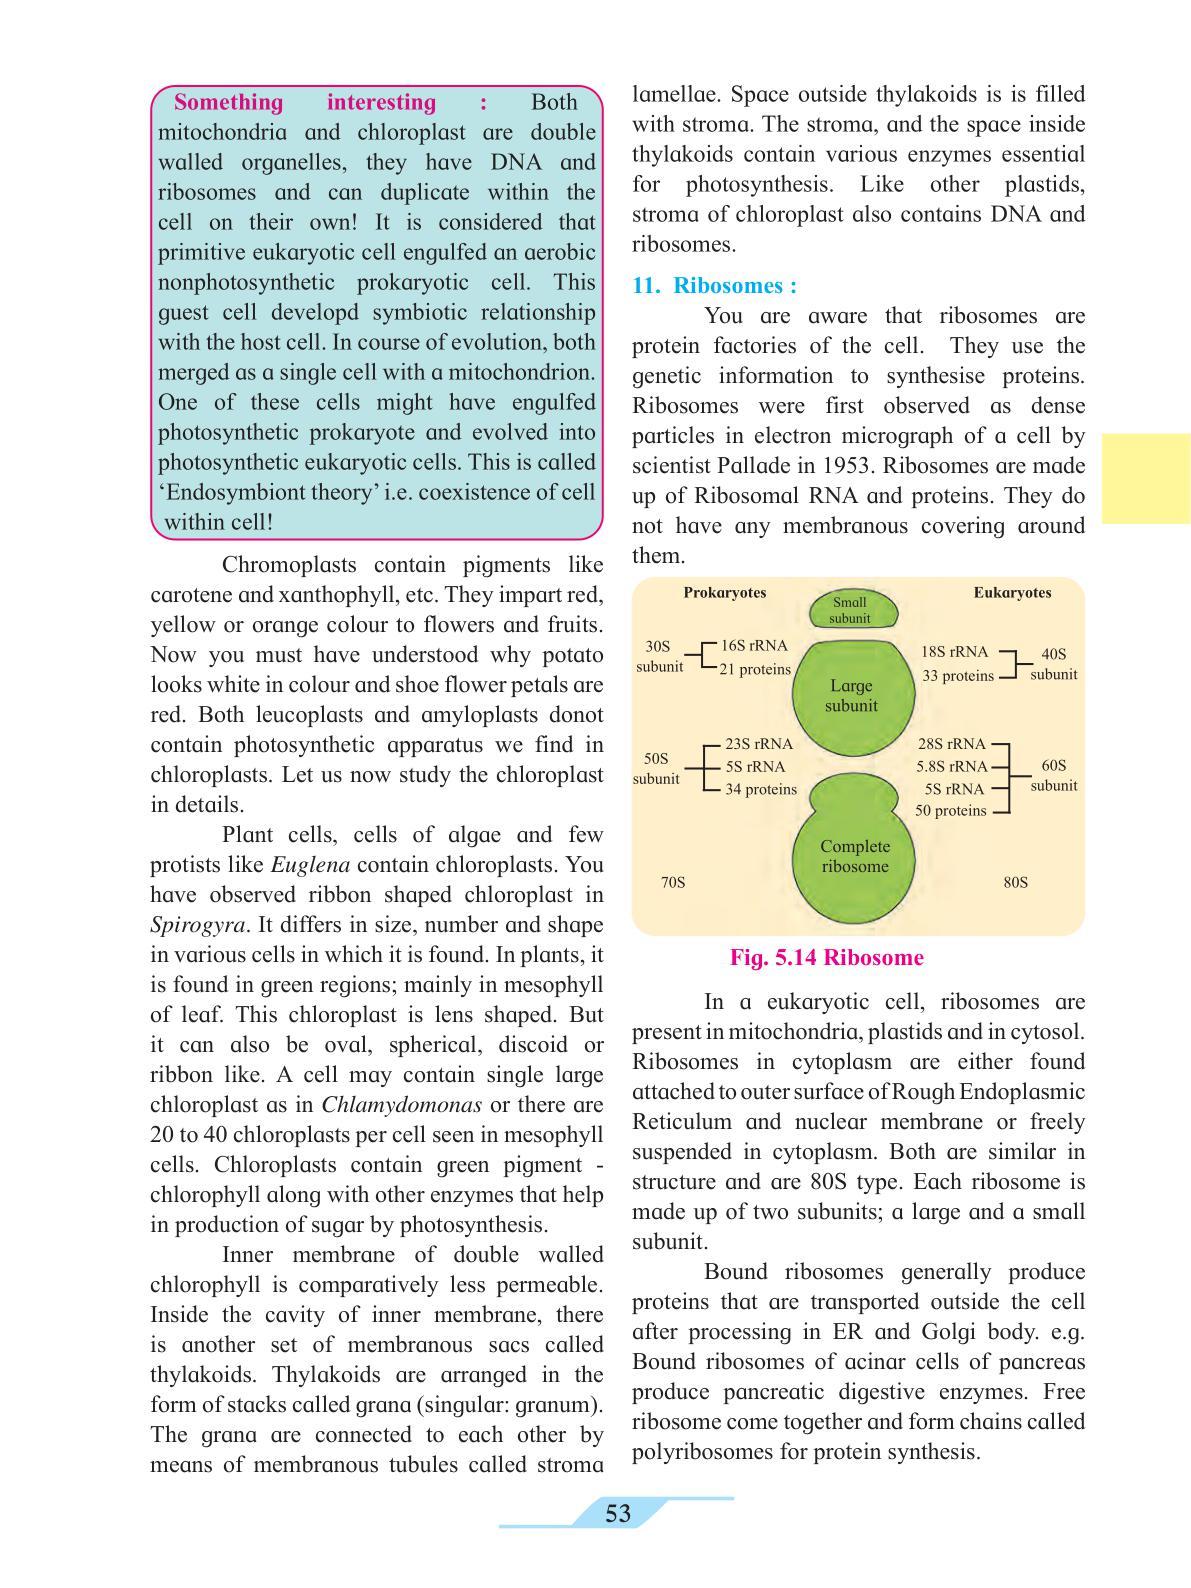 Something interesting : Both
mitochondria and chloroplast are double
walled organelles, they have DNA and
ribosomes and can duplicate within the
cell on their own! It is considered that
primitive eukaryotic cell engulfed an aerobic
nonphotosynthetic prokaryotic cell. This
guest cell developd symbiotic relationship
with the host cell. In course of evolution, both
merged as a single cell with a mitochondrion.
One of these cells might have engulfed
photosynthetic prokaryote and evolved into
photosynthetic eukaryotic cells. This is called
‘Endosymbiont theory’ i.e. coexistence of cell
within cell!
Chromoplasts contain pigments like
carotene and xanthophyll, etc. They impart red,
yellow or orange colour to flowers and fruits.
Now you must have understood why potato
looks white in colour and shoe flower petals are
red. Both leucoplasts and amyloplasts donot
contain photosynthetic apparatus we find in
chloroplasts. Let us now study the chloroplast
in details.
Plant cells, cells of algae and few
protists like Euglena contain chloroplasts. You
have observed ribbon shaped chloroplast in
Spirogyra. It differs in size, number and shape
in various cells in which it is found. In plants, it
is found in green regions; mainly in mesophyll
of leaf. This chloroplast is lens shaped. But
it can also be oval, spherical, discoid or
ribbon like. A cell may contain single large
chloroplast as in Chlamydomonas or there are
20 to 40 chloroplasts per cell seen in mesophyll
cells. Chloroplasts contain green pigment -
chlorophyll along with other enzymes that help
in production of sugar by photosynthesis.
Inner membrane of double walled
chlorophyll is comparatively less permeable.
Inside the cavity of inner membrane, there
is another set of membranous sacs called
thylakoids. Thylakoids are arranged in the
form of stacks called grana (singular: granum).
The grana are connected to each other by
means of membranous tubules called stroma
lamellae. Space outside thylakoids is is filled
with stroma. The stroma, and the space inside
thylakoids contain various enzymes essential
for photosynthesis. Like other plastids,
stroma of chloroplast also contains DNA and
ribosomes.
11. Ribosomes :
You are aware that ribosomes are
protein factories of the cell. They use the
genetic information to synthesise proteins.
Ribosomes were first observed as dense
particles in electron micrograph of a cell by
scientist Pallade in 1953. Ribosomes are made
up of Ribosomal RNA and proteins. They do
not have any membranous covering around
them.
Prokaryotes
30S
subunit
16S rRNA
21 proteins
50S
subunit
23S rRNA
5S rRNA
34 proteins
70S
Small
subunit
Large
subunit
Complete
ribosome
Eukaryotes
18S rRNA
33 proteins
40S
subunit
28S rRNA
5.8S rRNA
5S rRNA
50 proteins
60S
subunit
80S
Fig. 5.14 Ribosome
In a eukaryotic cell, ribosomes are
present in mitochondria, plastids and in cytosol.
Ribosomes in cytoplasm are either found
attached to outer surface of Rough Endoplasmic
Reticulum and nuclear membrane or freely
suspended in cytoplasm. Both are similar in
structure and are 80S type. Each ribosome is
made up of two subunits; a large and a small
subunit.
Bound ribosomes generally produce
proteins that are transported outside the cell
after processing in ER and Golgi body. e.g.
Bound ribosomes of acinar cells of pancreas
produce pancreatic digestive enzymes. Free
ribosome come together and form chains called
polyribosomes for protein synthesis.
53